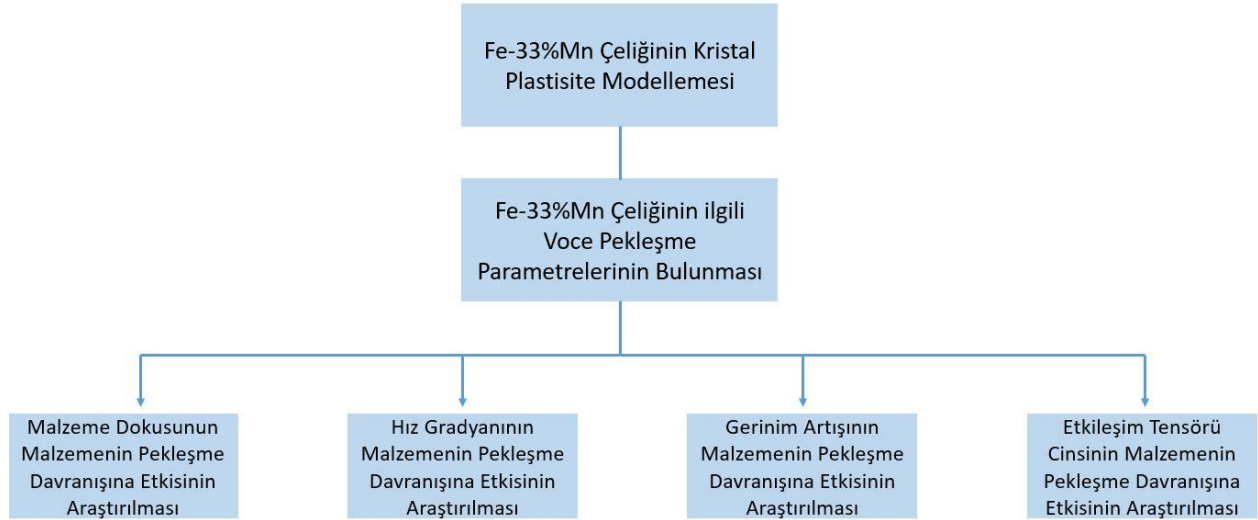 Fe-33%Mn Çeliğinin Kristal
Plastisite Modellemesi
Fe-33%Mn Çeliğinin ilgili
Voce Pekleşme
Parametrelerinin Bulunması
Malzeme Dokusunun
Malzemenin Pekleşme
Davranışına Etkisinin
Araştırılması
Hız Gradyanının
Malzemenin Pekleşme
Davranışına Etkisinin
Araştırılması
Gerinim Artışının
Malzemenin Pekleşme
Davranışına Etkisinin
Araştırılması
Etkileşim Tensörü
Cinsinin Malzemenin
Pekleşme Davranışına
Etkisinin Araştırılması